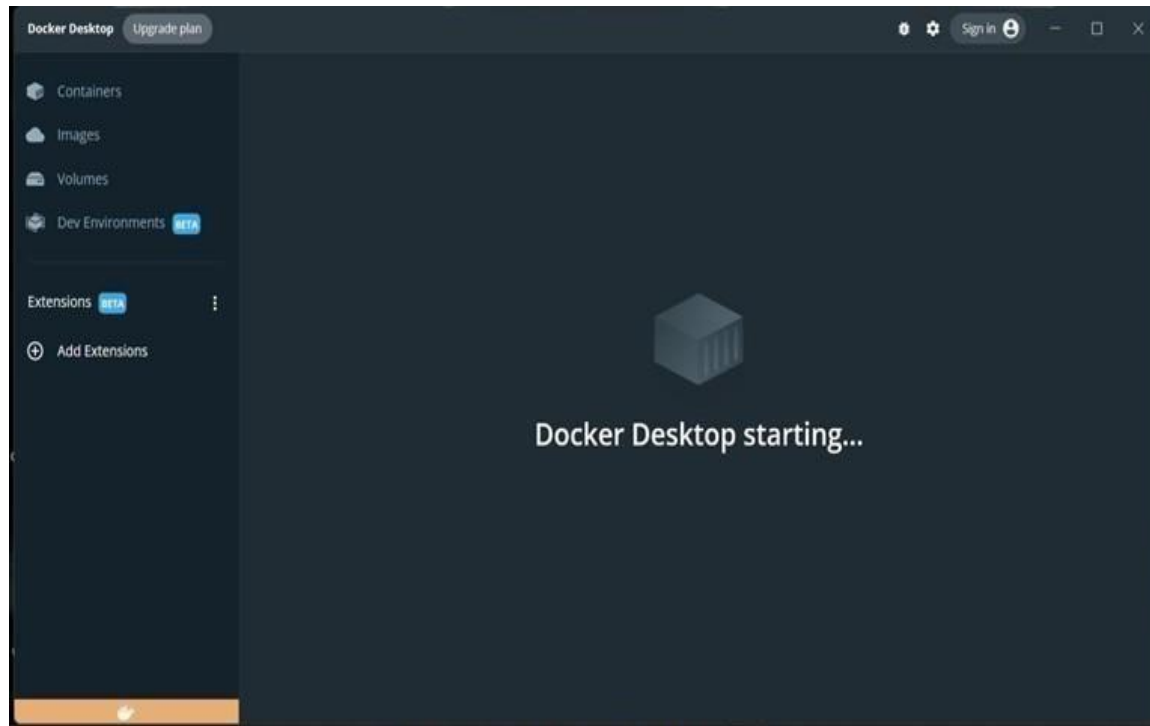 Docker Desktop Upgrade plan Sign in
Containers
Images
Volumes
Dev Environments BETA
Extensions BETA
Add Extensions
Docker Desktop starting...